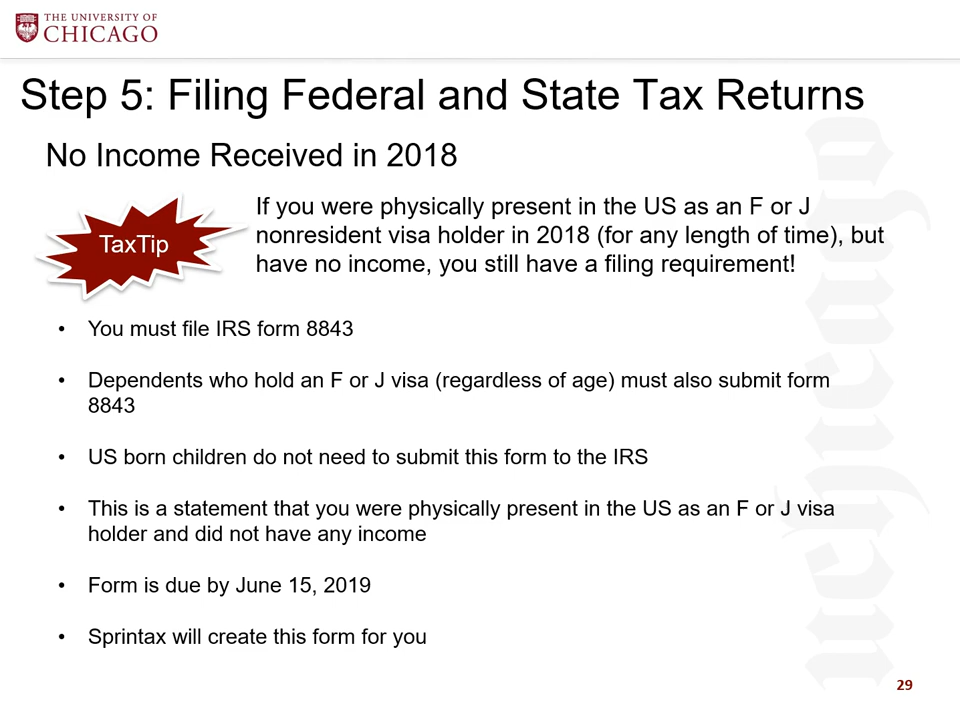 THE UNIVERSITY OF
CHICAGO
Step 5: Filing Federal and State Tax Returns
No Income Received in 2018
TaxTip
If you were physically present in the US as an F or J
nonresident visa holder in 2018 (for any length of time), but
have no income, you still have a filing requirement!
• You must file IRS form 8843
• Dependents who hold an F or J visa (regardless of age) must also submit form
8843
• US born children do not need to submit this form to the IRS
• This is a statement that you were physically present in the US as an F or J visa
holder and did not have any income
• Form is due by June 15, 2019
• Sprintax will create this form for you
uchicago
29